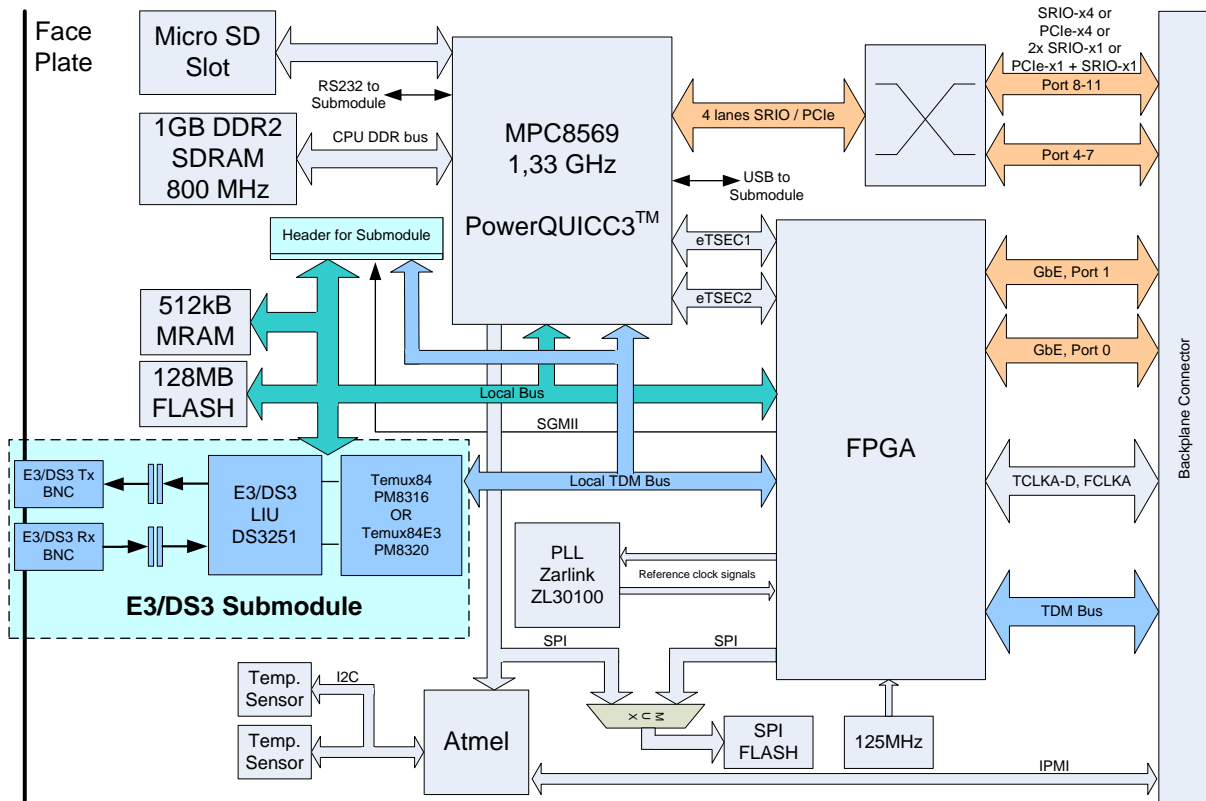 Face
Plate
Micro SD
Slot
RS232 to
Submodule
1GB DDR2
SDRAM
800 MHz
CPU DDR bus
MPC8569
1,33 GHz
PowerQUICC3TM
4 lanes SRIO / PCIe
SRIO-x4 or
PCIe-x4 or
2x SRIO-x1 or
PCIe-x1 + SRIO-x1
Port 8-11
Port 4-7
USB to
Submodule
eTSEC1
eTSEC2
Header for Submodule
512kB
MRAM
128MB
FLASH
Local Bus
SGMII
FPGA
GbE, Port 1
GbE, Port 0
TCLKA-D, FCLKA
TDM Bus
Backplane Connector
E3/DS3 Tx
BNC
E3/DS3 Rx
BNC
E3/DS3
LIU
DS3251
Temux84
PM8316
OR
Temux84E3
PM8320
E3/DS3 Submodule
Local TDM Bus
PLL
Zarlink
ZL30100
Reference clock signals
SPI
SPI
Temp.
Sensor
I2C
Temp.
Sensor
Atmel
MUX
SPI
FLASH
125MHz
IPMI